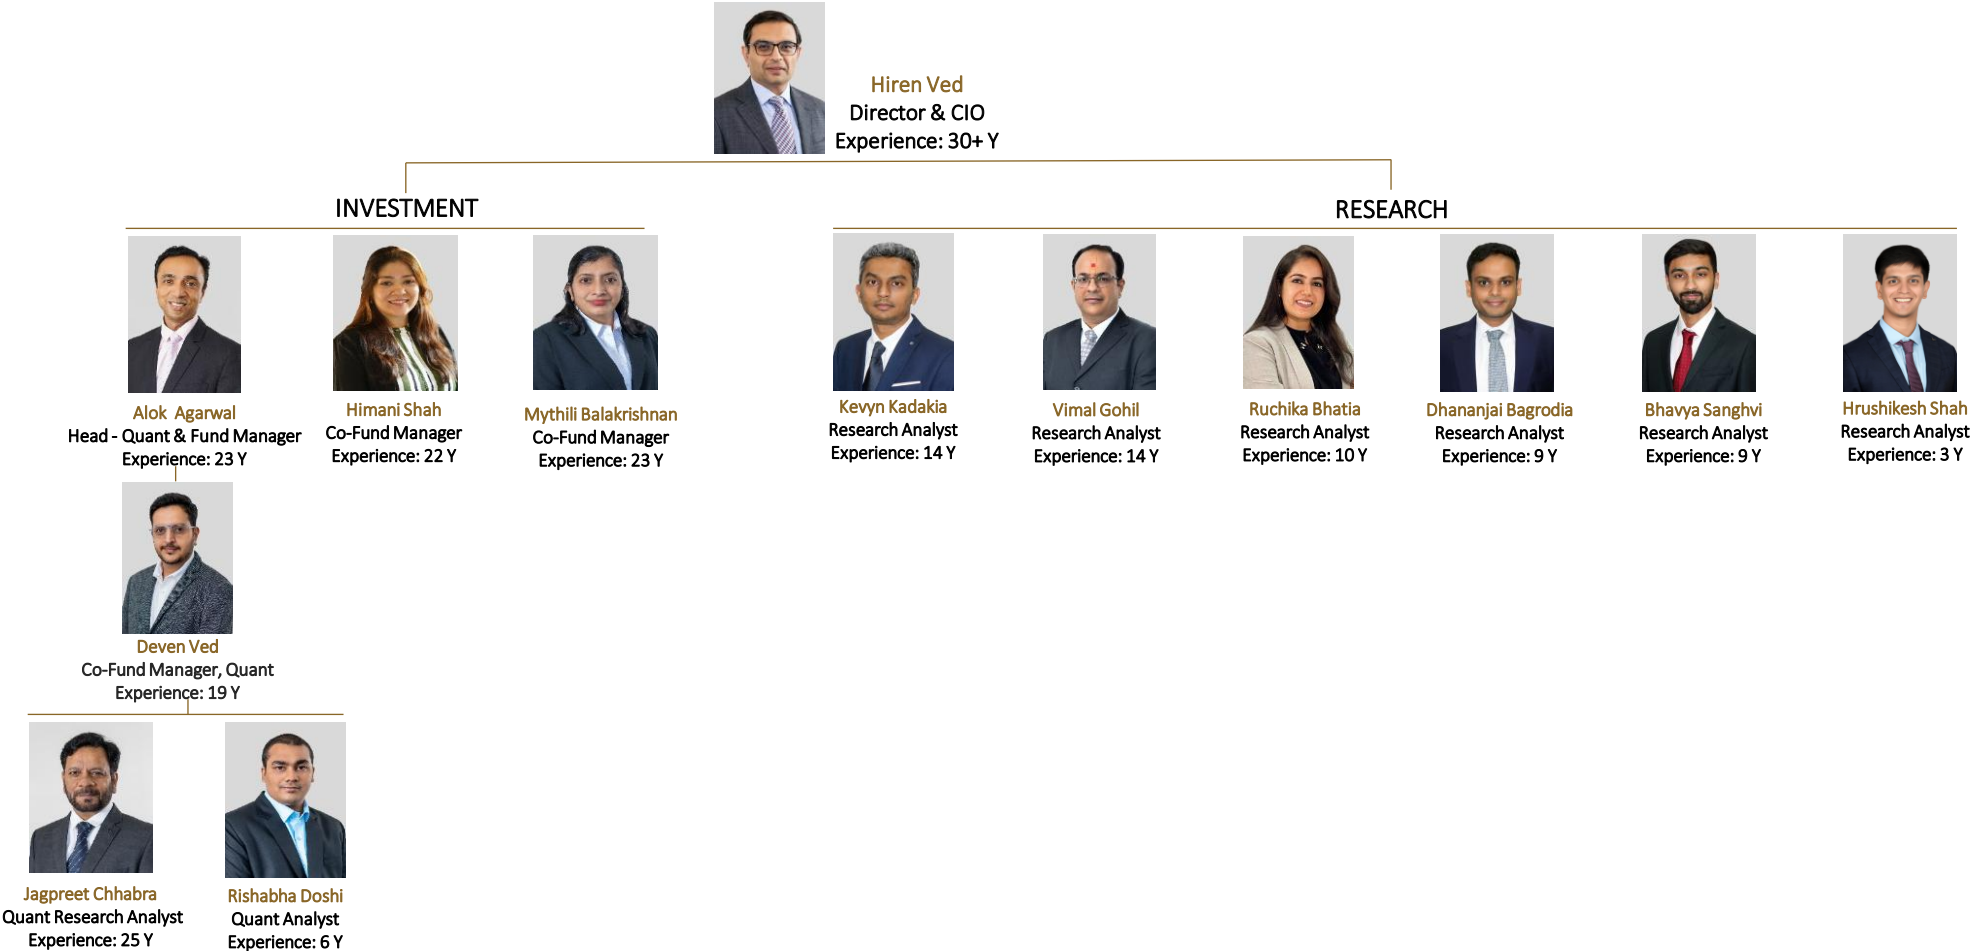 Hiren Ved
Director & CIO
Experience: 30+ Y
INVESTMENT
Alok Agarwal
Head - Quant & Fund Manager
Experience: 23 Y
Himani Shah
Co-Fund Manager
Experience: 22 Y
Mythili Balakrishnan
Co-Fund Manager
Experience: 23 Y
Deven Ved
Co-Fund Manager, Quant
Experience: 19 Y
Jagpreet Chhabra
Quant Research Analyst
Experience: 25 Y
Rishabha Doshi
Quant Analyst
Experience: 6 Y
RESEARCH
Kevyn Kadakia
Research Analyst
Experience: 14 Y
Vimal Gohil
Research Analyst
Experience: 14 Y
Ruchika Bhatia
Research Analyst
Experience: 10 Y
Dhananjai Bagrodia
Research Analyst
Experience: 9 Y
Bhavya Sanghvi
Research Analyst
Experience: 9 Y
Hrushikesh Shah
Research Analyst
Experience: 3 Y